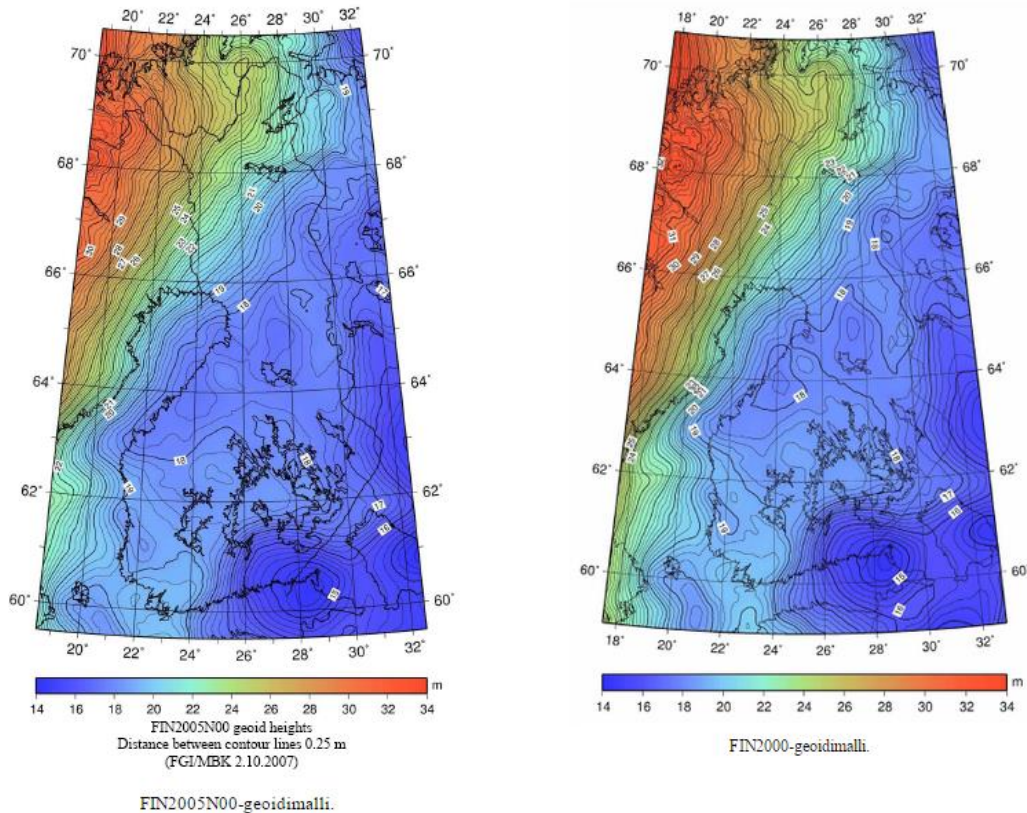 20° 22° 24° 26° 28° 30° 32°
70° 70°
68° 68°
66° 66°
64° 64°
62° 62°
60° 60°
20° 22° 24° 26° 28° 30° 32°
m
14 16 18 20 22 24 26 28 30 32 34
FIN2005N00 geoid heights
Distance between contour lines 0.25 m
(FGI/MBK 2.10.2007)
FIN2005N00-geoidimalli.
18° 20° 22° 24° 26° 28° 30° 32°
70° 70°
68° 68°
66° 66°
64° 64°
62° 62°
60° 60°
18° 20° 22° 24° 26° 28° 30° 32°
m
14 16 18 20 22 24 26 28 30 32 34
FIN2000-geoidimalli.